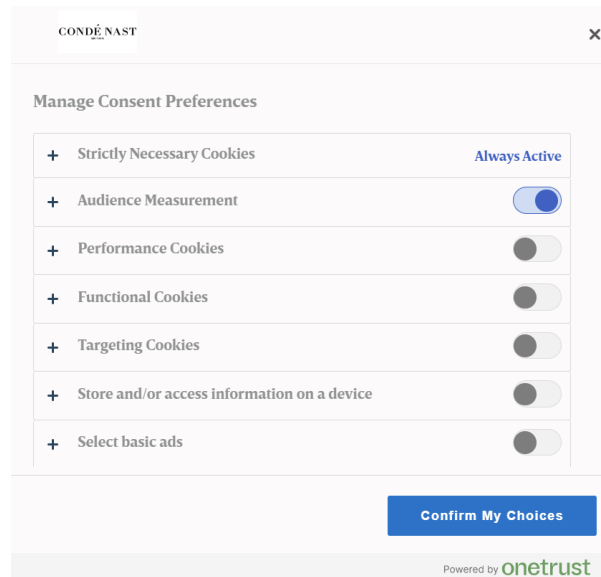 CONDÉ NAST
Manage Consent Preferences
Strictly Necessary Cookies
Always Active
Audience Measurement
Performance Cookies
Functional Cookies
Targeting Cookies
Store and/or access information on a device
Select basic ads
Confirm My Choices
Powered by onetrust